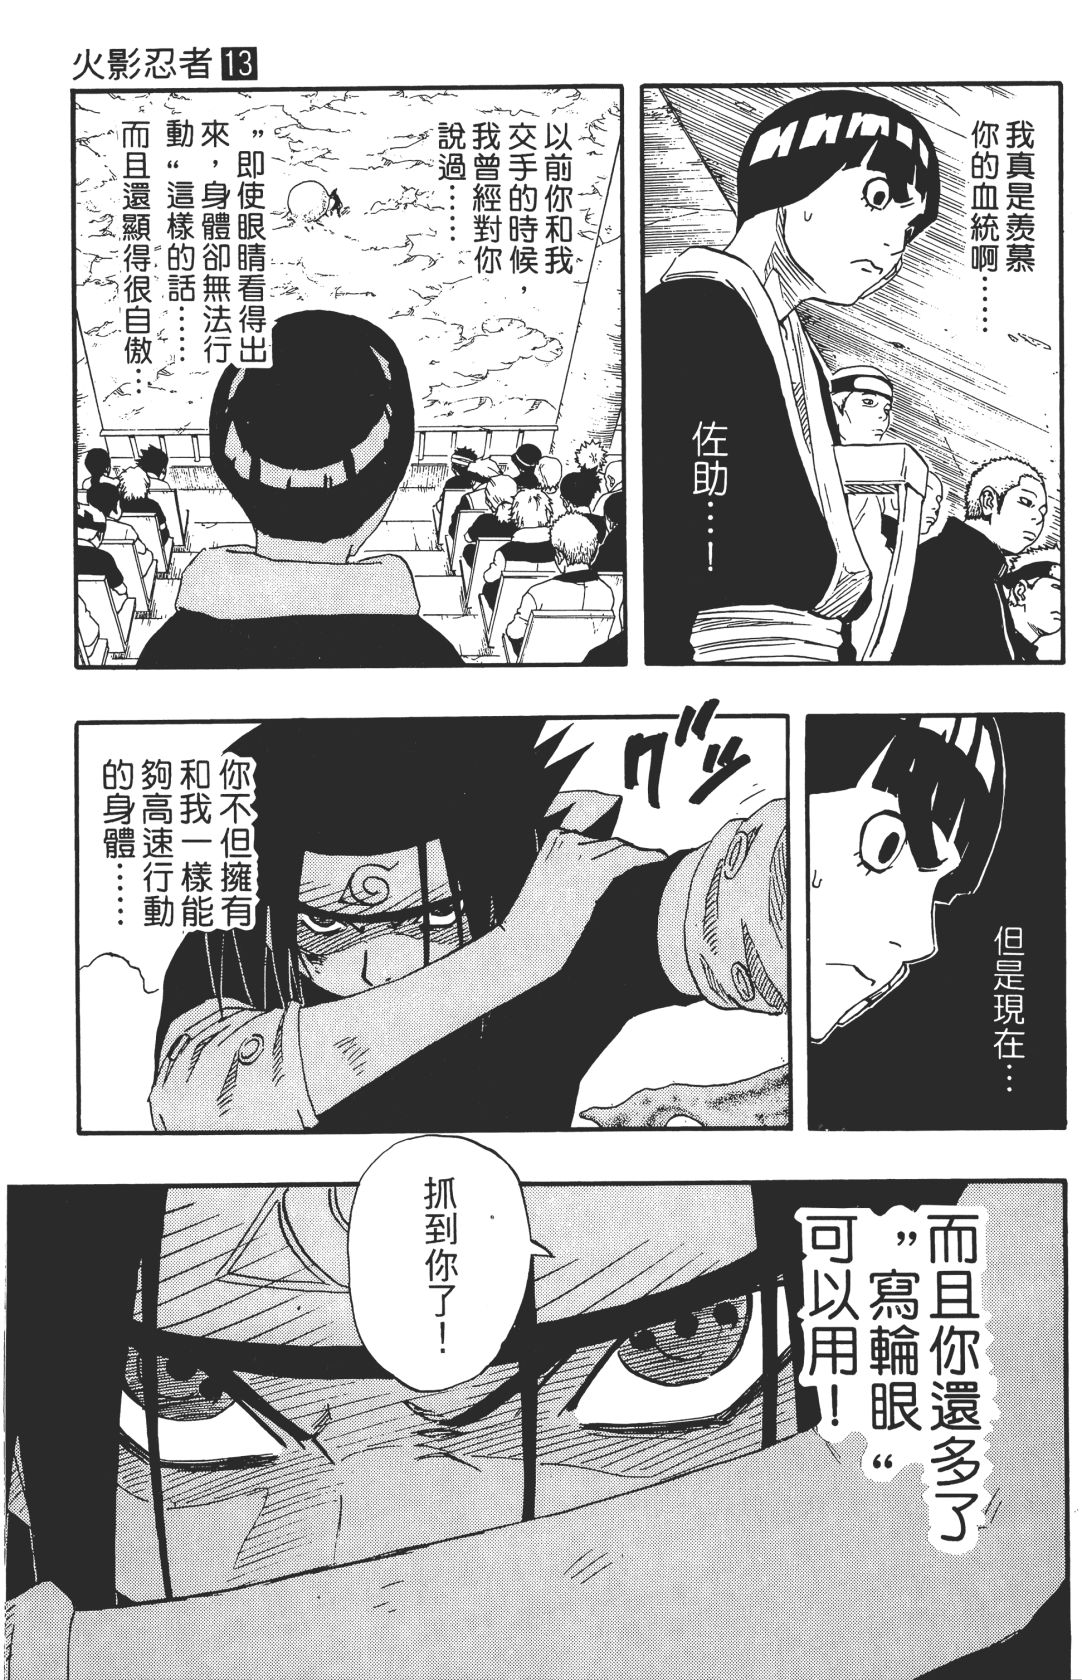 火影忍者13
我真是羨慕
你的血統啊……
佐助…！
以前你和我
交手的時候，
我曾經對你
說過……
”即使眼睛看得出
來，身體卻無法行
動“這樣的話……
而且還顯得很自傲…
但是現在…
ググッ
你不但擁有
和我一樣能
夠高速行動
的身體……
而且你還多了
”寫輪眼“
可以用！
抓到你了！